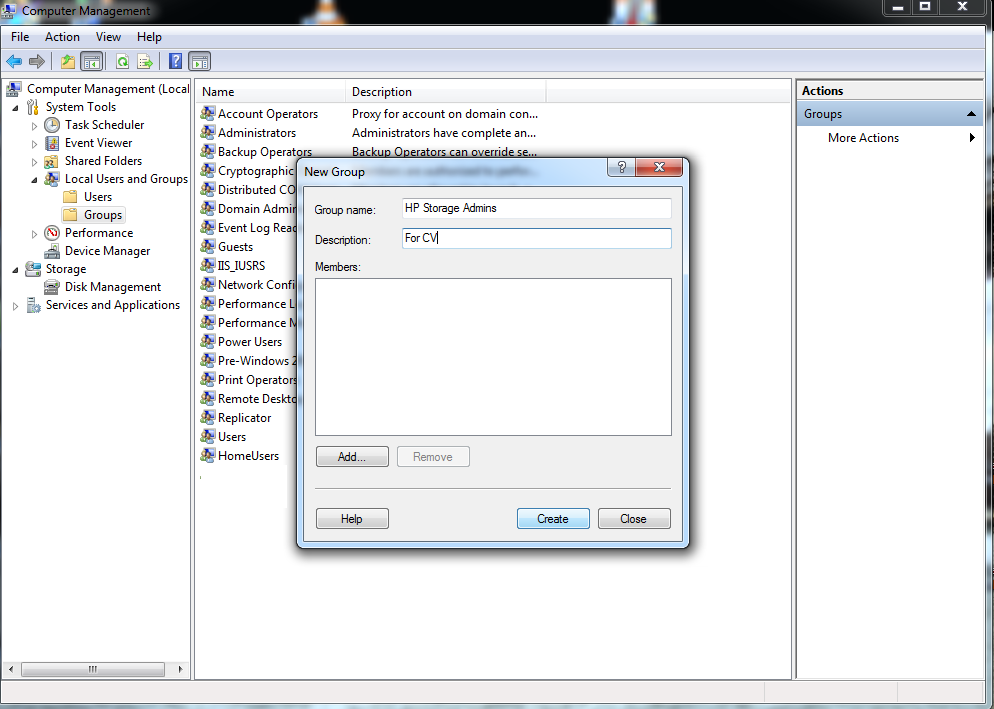 Computer Management
File Action View Help
Computer Management (Local
System Tools
Task Scheduler
Event Viewer
Shared Folders
Local Users and Groups
Users
Groups
Performance
Device Manager
Storage
Disk Management
Services and Applications
Name Description
Account Operators Proxy for account on domain con...
Administrators Administrators have complete an...
Backup Operators Backup Operators can override se...
Cryptographic
Distributed CO
Domain Admin
Event Log Read
Guests
IIS_IUSRS
Network Confi
Performance L
Performance M
Power Users
Pre-Windows 2
Print Operators
Remote Deskto
Replicator
Users
HomeUsers
New Group
?
Group name: HP Storage Admins
Description: For CV
Members:
Add... Remove
Help Create Close
Actions
Groups
More Actions